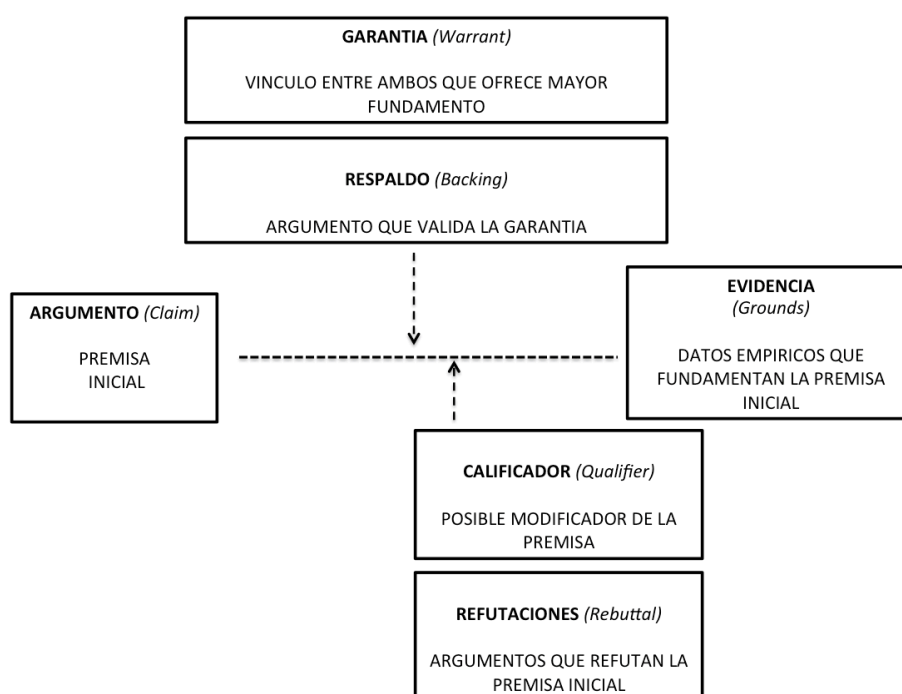 GARANTIA (Warrant)
VINCULO ENTRE AMBOS QUE OFRECE MAYOR
FUNDAMENTO
RESPALDO (Backing)
ARGUMENTO QUE VALIDA LA GARANTIA
ARGUMENTO (Claim)
PREMISA
INICIAL
EVIDENCIA
(Grounds)
DATOS EMPIRICOS QUE
FUNDAMENTAN LA PREMISA
INICIAL
CALIFICADOR (Qualifier)
POSIBLE MODIFICADOR DE LA
PREMISA
REFUTACIONES (Rebuttal)
ARGUMENTOS QUE REFUTAN LA
PREMISA INICIAL